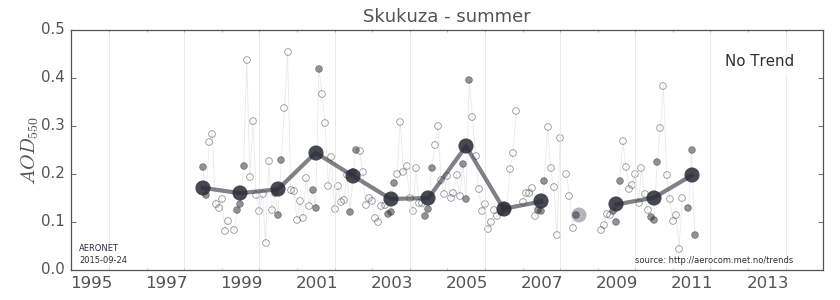 Skukuza - summer
0.5
No Trend
0.4
0.3
AOD550
0.2
0.1
AERONET
2015-09-24
source: http://aerocom.met.no/trends
0.0
1995 1997 1999 2001 2003 2005 2007 2009 2011 2013